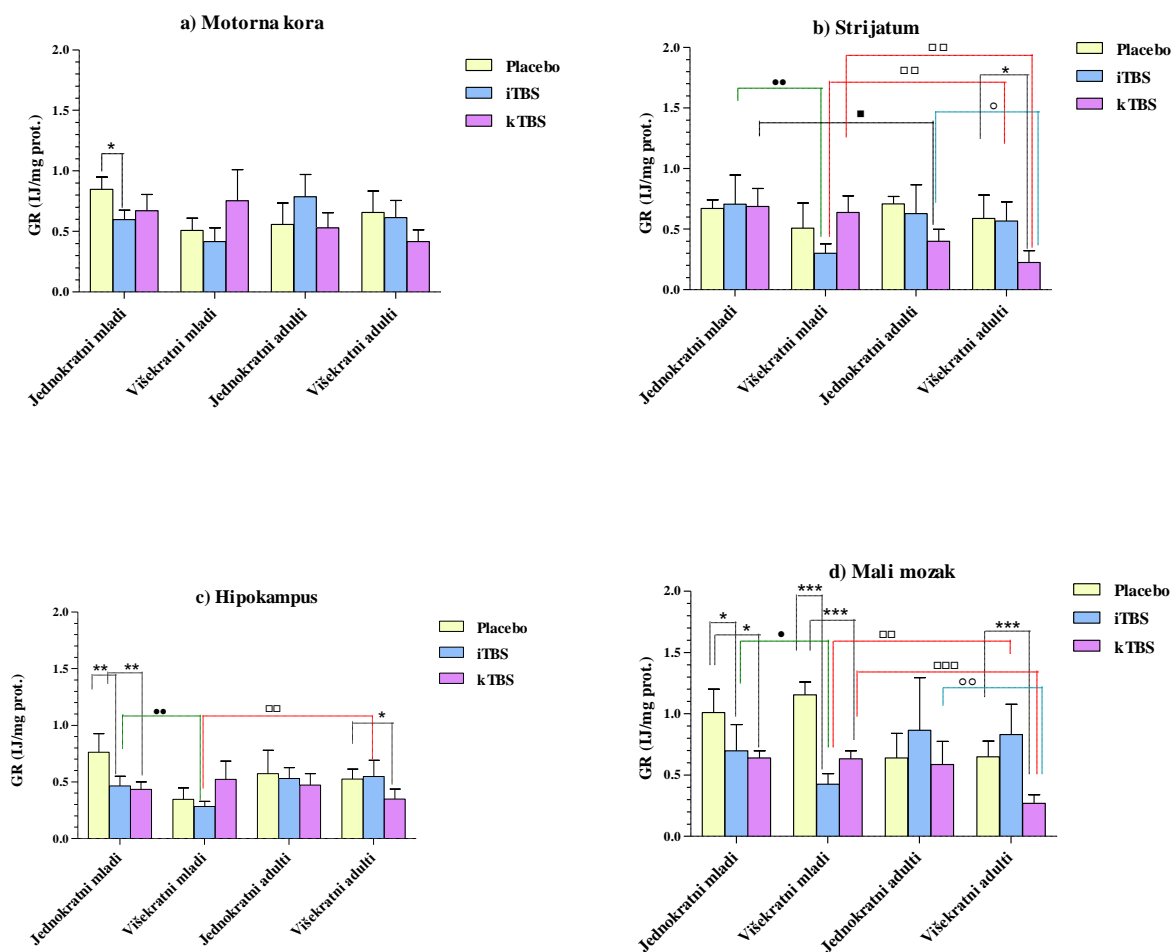 a) Motorna kora
GR (IJ/mg prot.)
2.0
1.5
1.0
0.5
0.0
*
Placebo
iTBS
kTBS
Jednokratni mladi
Višekratni mladi
Jednokratni adulti
Višekratni adulti
b) Strijatum
GR (IJ/mg prot.)
2.0
1.5
1.0
0.5
0.0
●●
■
□□
□□
*
○
Placebo
iTBS
kTBS
Jednokratni mladi
Višekratni mladi
Jednokratni adulti
Višekratni adulti
c) Hipokampus
GR (IJ/mg prot.)
2.0
1.5
1.0
0.5
0.0
**
**
●●
□□
*
Placebo
iTBS
kTBS
Jednokratni mladi
Višekratni mladi
Jednokratni adulti
Višekratni adulti
d) Mali mozak
GR (IJ/mg prot.)
2.0
1.5
1.0
0.5
0.0
*
*
●
***
***
□□
□□□
○○
***
Placebo
iTBS
kTBS
Jednokratni mladi
Višekratni mladi
Jednokratni adulti
Višekratni adulti